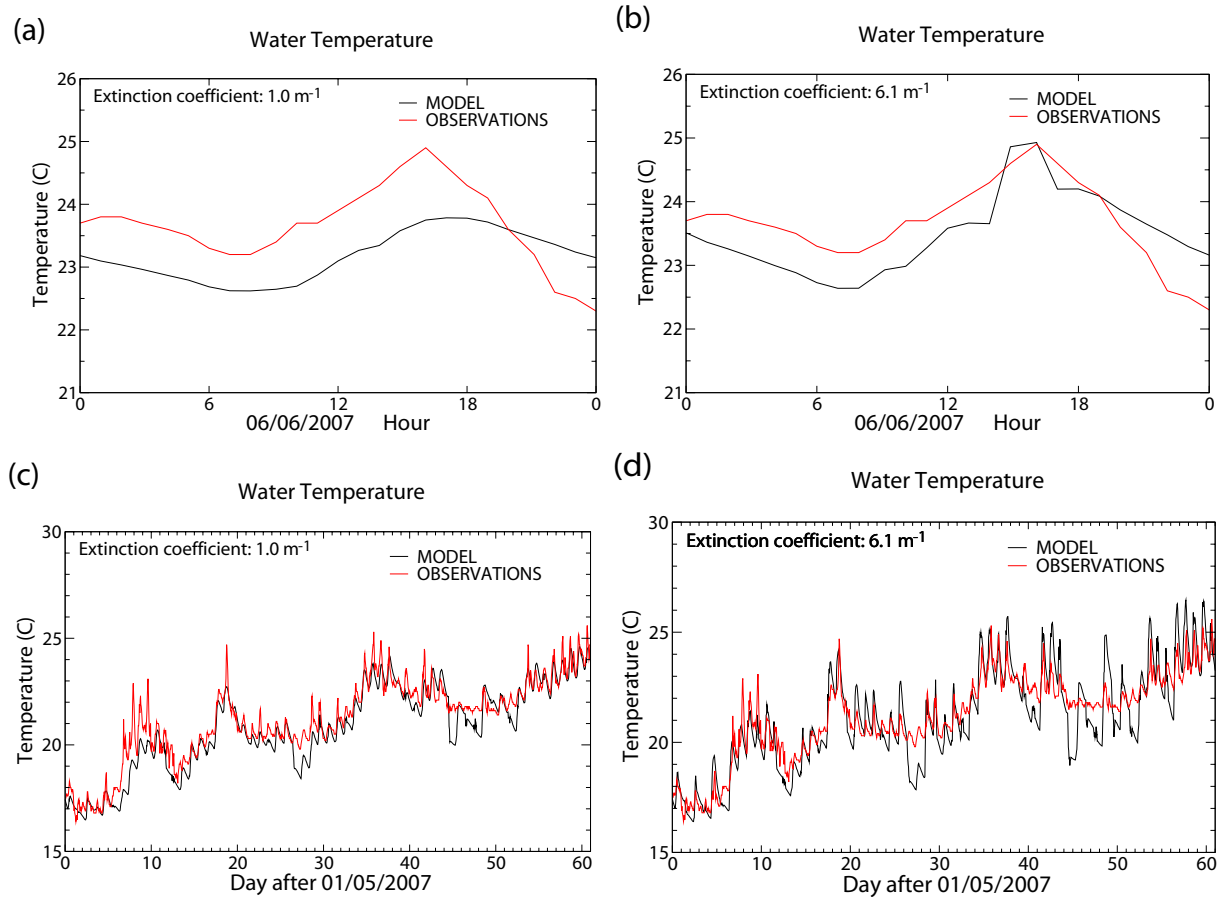 (a)
Water Temperature
Extinction coefficient: 1.0 m-1
MODEL
OBSERVATIONS
Temperature (C)
26
25
24
23
22
21
0
6
12
18
0
06/06/2007 Hour
(b)
Water Temperature
Extinction coefficient: 6.1 m-1
MODEL
OBSERVATIONS
Temperature (C)
26
25
24
23
22
21
0
6
12
18
0
06/06/2007 Hour
(c)
Water Temperature
Extinction coefficient: 1.0 m-1
MODEL
OBSERVATIONS
Temperature (C)
30
25
20
15
0
10
20
30
40
50
60
Day after 01/05/2007
(d)
Water Temperature
Extinction coefficient: 6.1 m-1
MODEL
OBSERVATIONS
Temperature (C)
30
25
20
15
0
10
20
30
40
50
60
Day after 01/05/2007